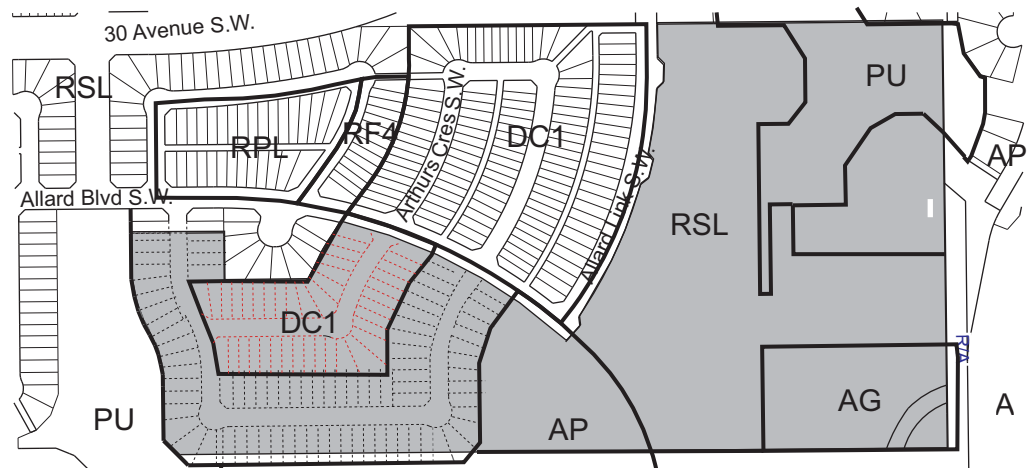 30 Avenue S.W.
PU
RSL
RF4
DC1
RPL
AP
Arthurs Cres S.W.
Allard Blvd S.W.
Allard Link S.W.
RSL
DC1
R/A
AG
A
PU
AP